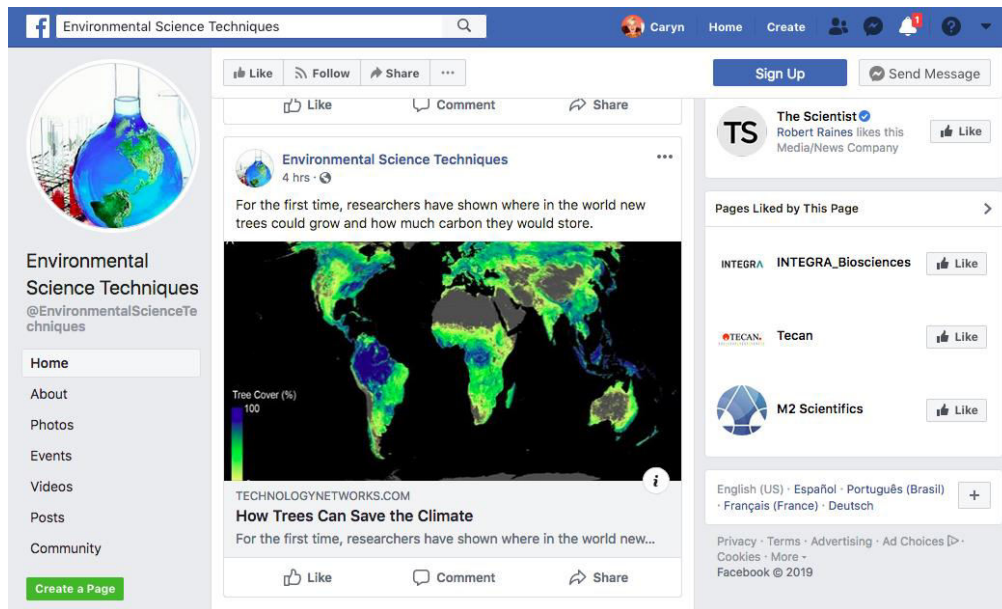 Environmental Science Techniques
Caryn
Home
Create
1
Like
Follow
Share
Sign Up
Send Message
Environmental
Science Techniques
@EnvironmentalScienceTe
chniques
Home
About
Photos
Events
Videos
Posts
Community
Create a Page
Like
Comment
Share
Environmental Science Techniques
4 hrs ·
For the first time, researchers have shown where in the world new
trees could grow and how much carbon they would store.
Tree Cover (%)
100
TECHNOLOGYNETWORKS.COM
How Trees Can Save the Climate
For the first time, researchers have shown where in the world new...
Like
Comment
Share
TS
The Scientist
Robert Raines likes this
Media/News Company
Like
Pages Liked by This Page
INTEGRA
INTEGRA_Biosciences
Like
TECAN.
Tecan
Like
M2 Scientifics
Like
English (US) · Español · Português (Brasil)
· Français (France) · Deutsch
Privacy · Terms · Advertising · Ad Choices ·
Cookies · More
Facebook © 2019